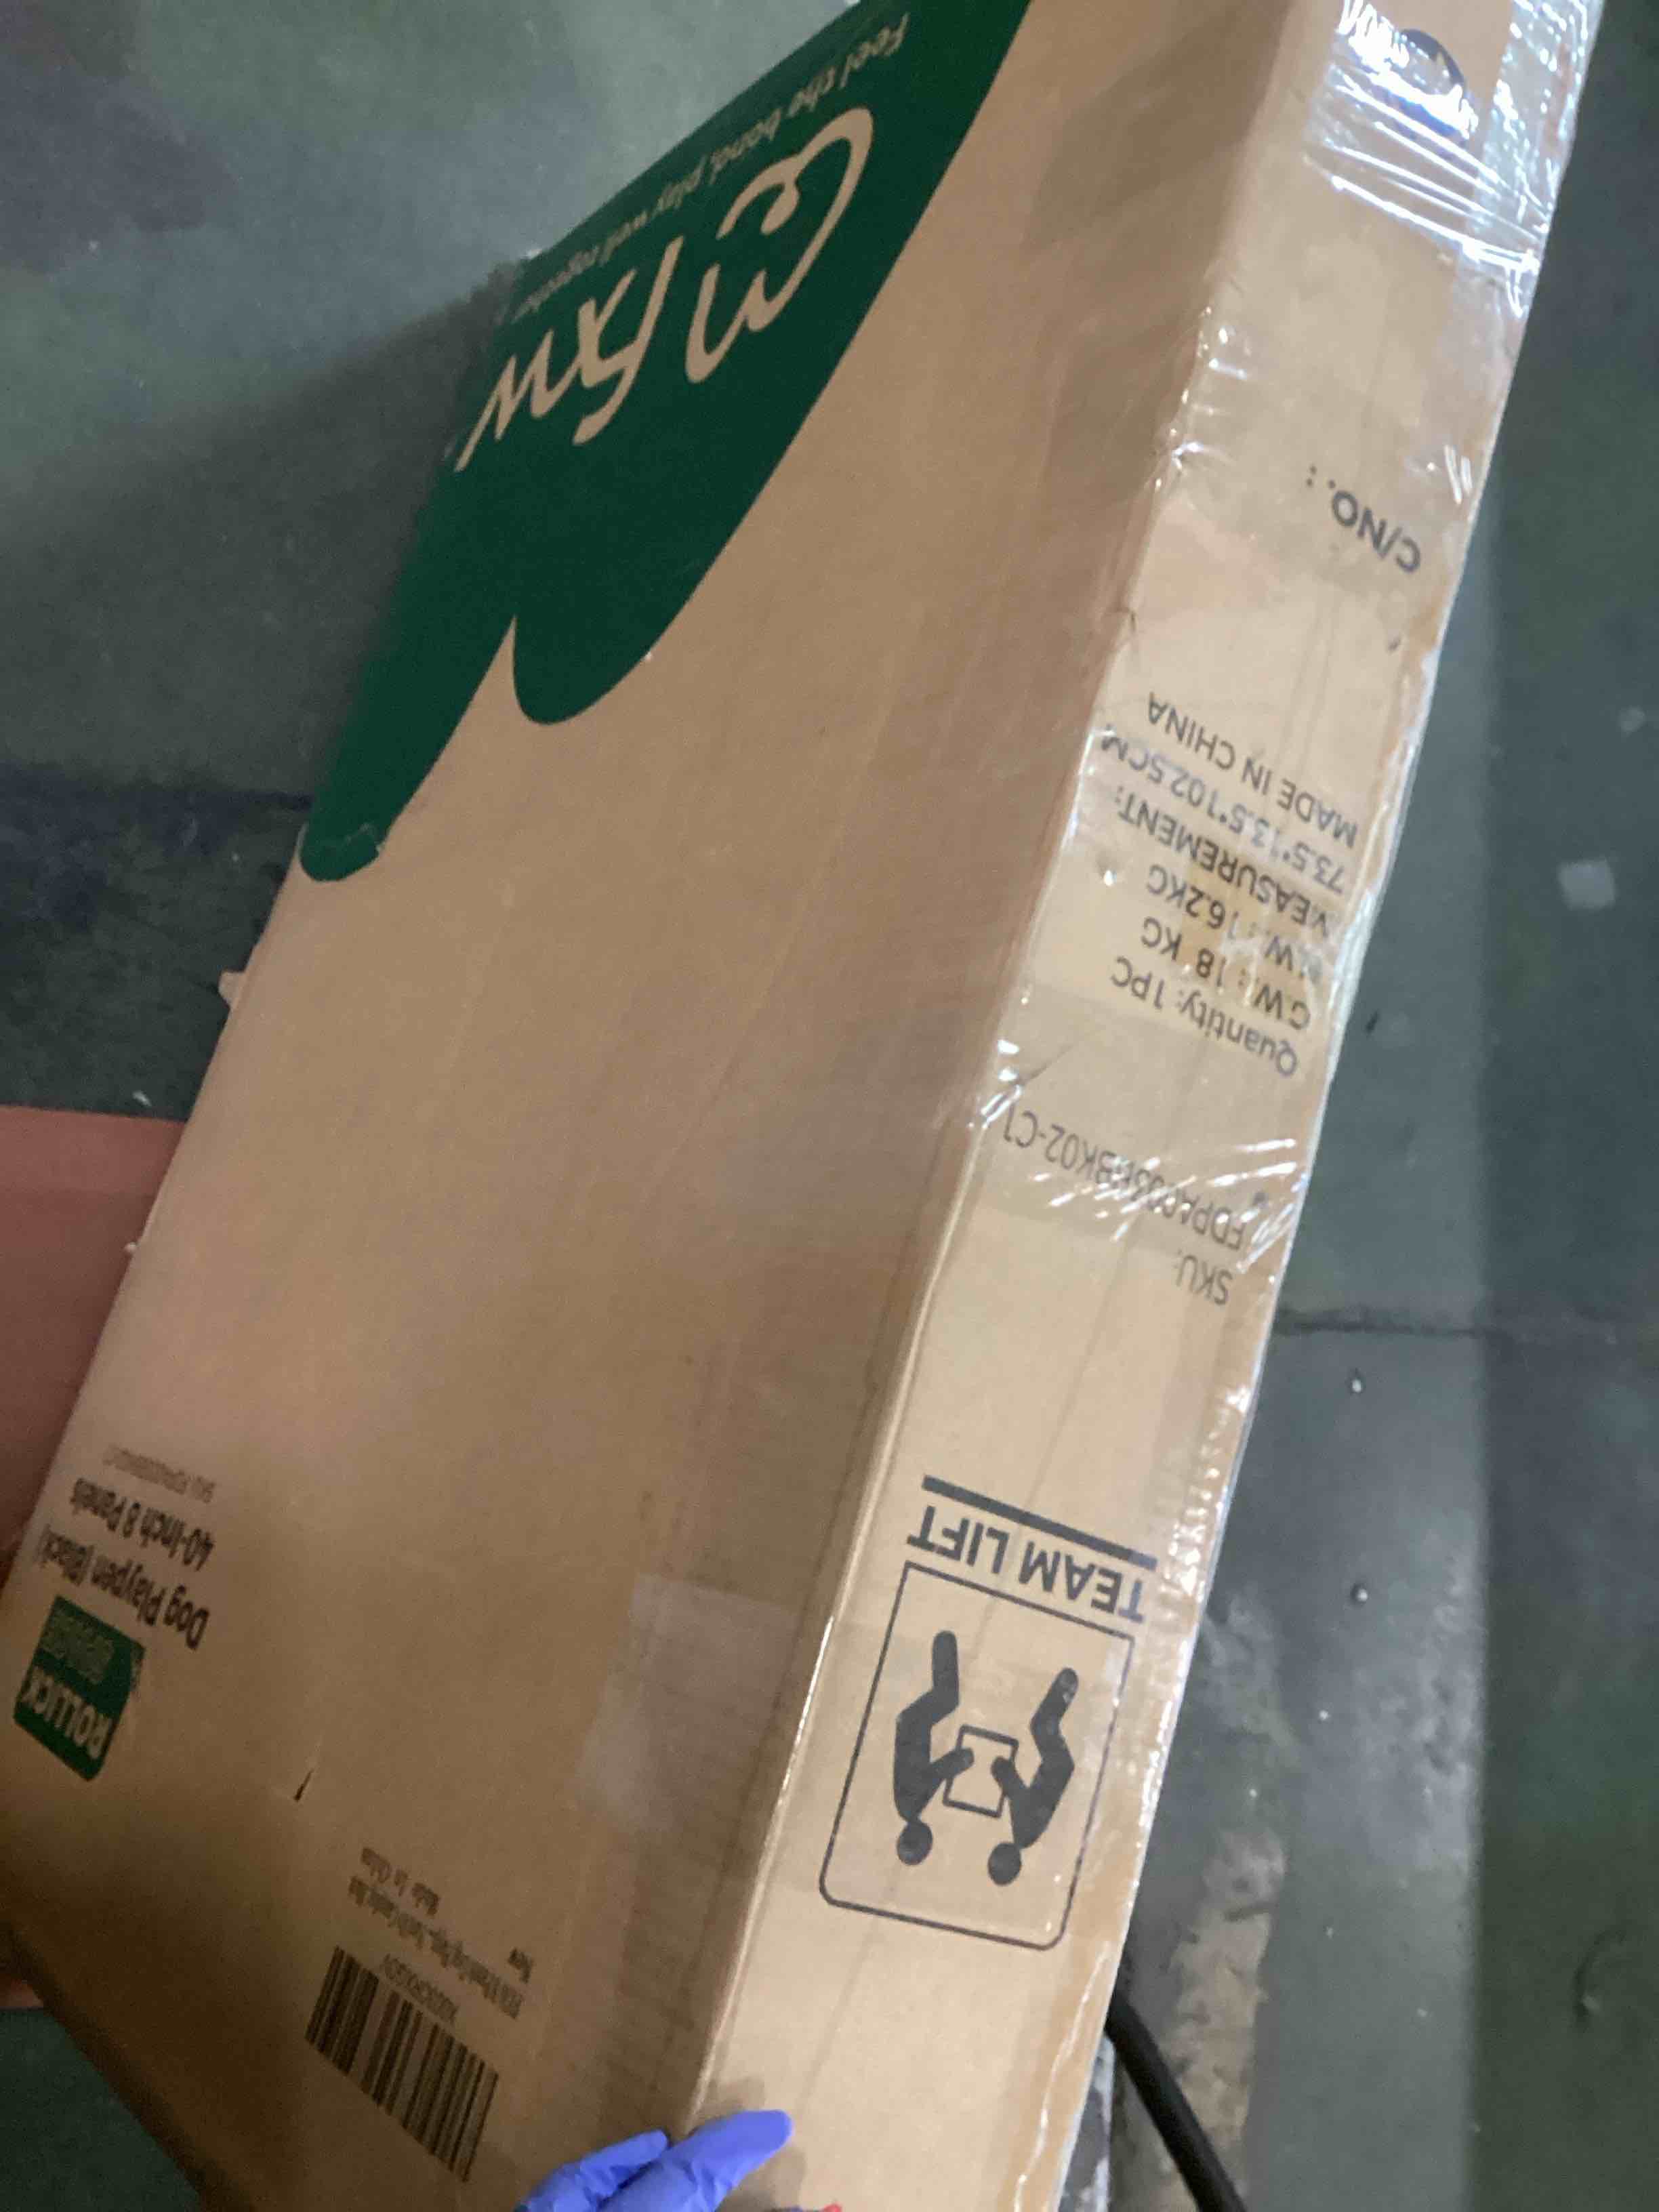 Fxw
Feel the bond, play well together
ROLLICK
Dog Playpen (Black)
40-Inch 8 Panels
New
Made in China
TEAM LIFT
SKU:
Quantity: 1PC
G.W.: 18 KG
N.W.: 16.2KG
MEASUREMENT:
73.5*13.5*102.5CM
MADE IN CHINA
C/NO. :